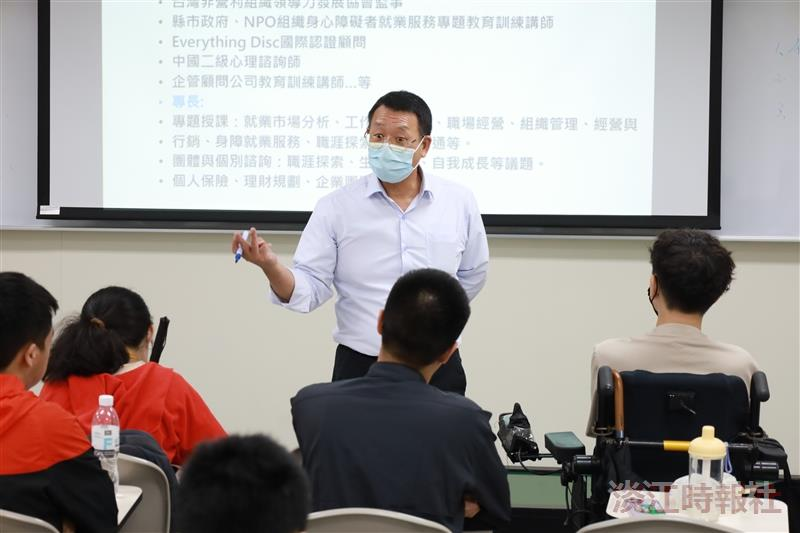 台灣非營利組織領導力發展協會監事
• 縣市政府、NPO組織身心障礙者就業服務專題教育訓練講師
• Everything Disc國際認證顧問
• 中國二級心理諮詢師
• 企管顧問公司教育訓練講師...等
• 專長:
• 專題授課：就業市場分析、工作 、職場經營、組織管理、經營與
• 行銷、身障就業服務、職涯探索 通等。
• 團體與個別諮詢：職涯探索、生 自我成長等議題。
• 個人保險、理財規劃、企業
淡江時報社